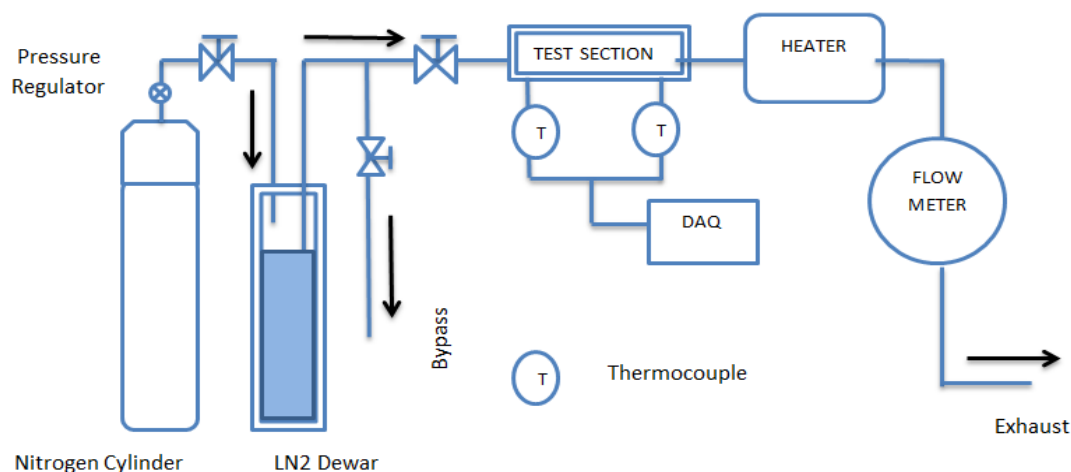 Pressure
Regulator
TEST SECTION
HEATER
T
T
FLOW
METER
DAQ
Bypass
T
Thermocouple
Exhaust
Nitrogen Cylinder
LN2 Dewar